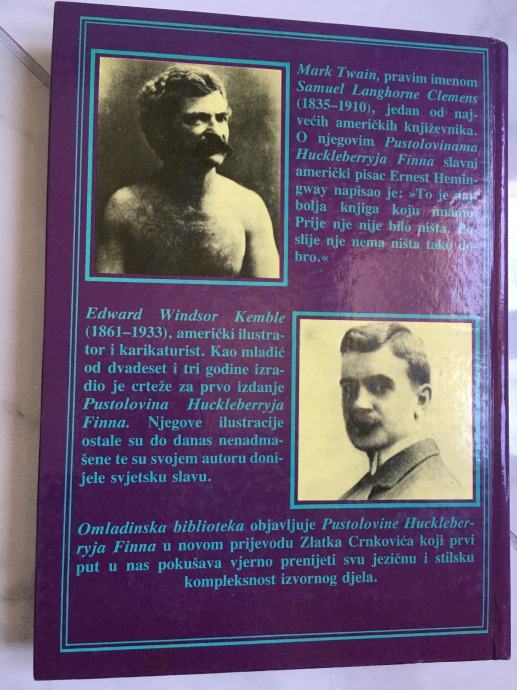 Mark Twain, pravim imenom
Samuel Langhorne Clemens
(1835–1910), jedan od naj-
većih američkih književnika.
O njegovim Pustolovinama
Huckleberryja Finna slavni
američki pisac Ernest Hemin-
gway napisao je: »To je naj-
bolja knjiga koju imamo.
Prije nje nije bilo ništa. Po-
slije nje nema ništa tako do-
bro.«
Edward Windsor Kemble
(1861–1933), američki ilustra-
tor i karikaturist. Kao mladić
od dvadeset i tri godine izra-
dio je crteže za prvo izdanje
Pustolovina Huckleberryja
Finna. Njegove ilustracije
ostale su do danas nenadma-
šene te su svojem autoru doni-
jele svjetsku slavu.
Omladinska biblioteka objavljuje Pustolovine Huckleber-
ryja Finna u novom prijevodu Zlatka Crnkovića koji prvi
put u nas pokušava vjerno prenijeti svu jezičnu i stilsku
kompleksnost izvornog djela.